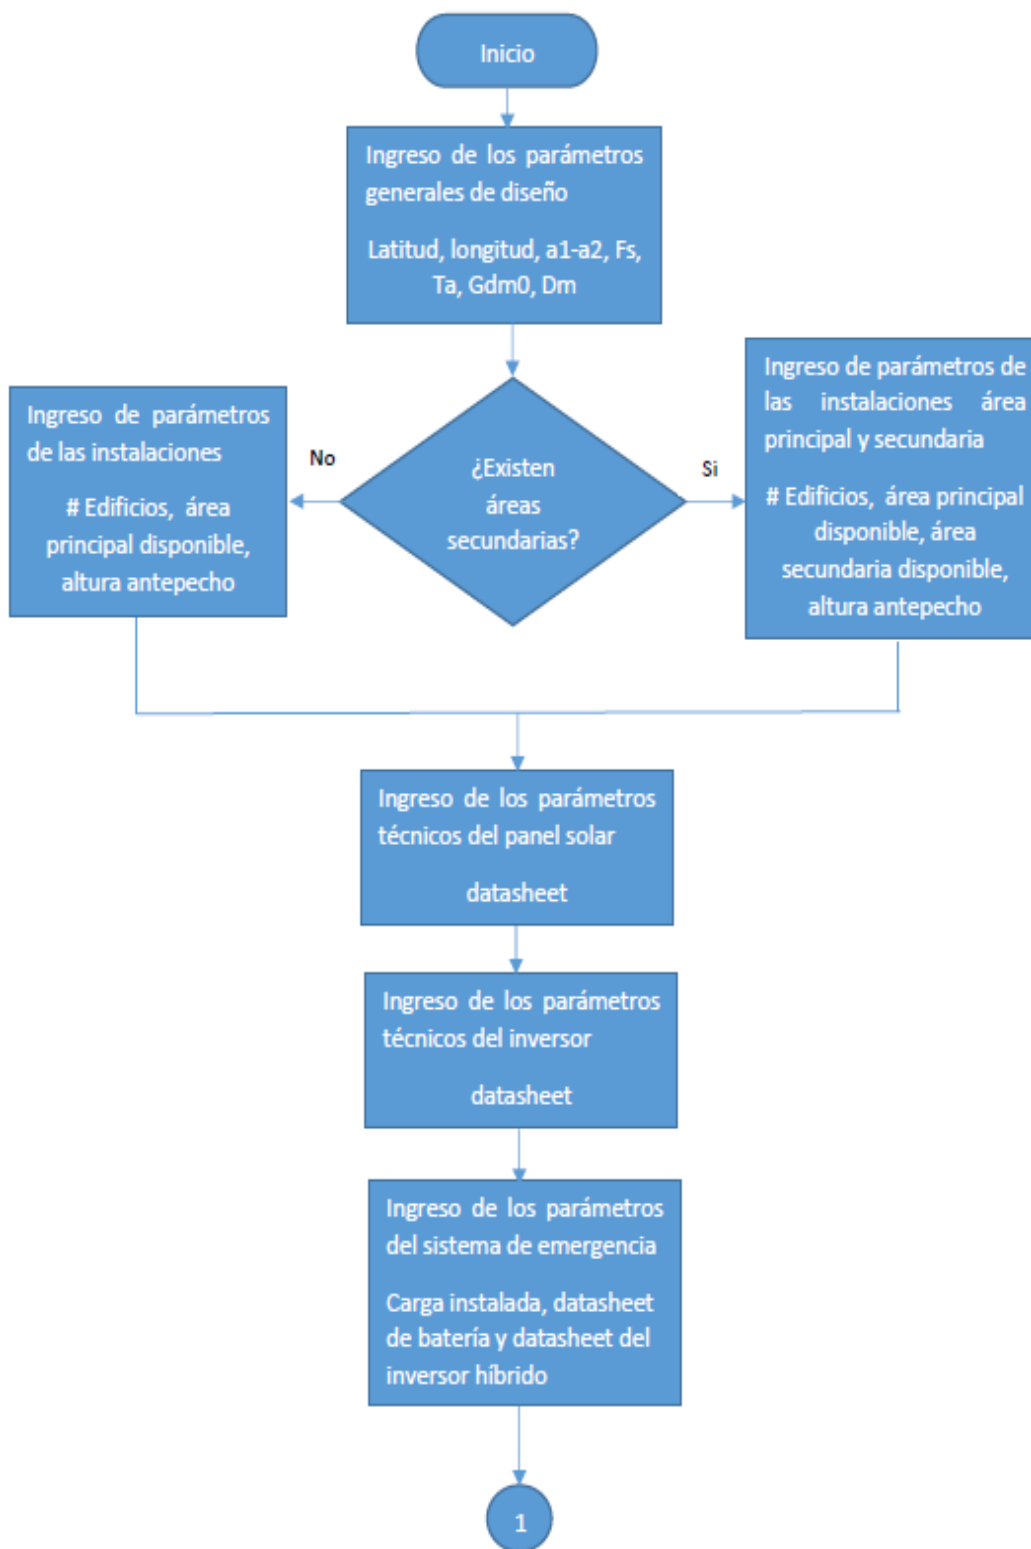 Inicio
Ingreso de los parámetros
generales de diseño
Latitud, longitud, a1-a2, Fs,
Ta, Gdm0, Dm
Ingreso de parámetros
de las instalaciones
# Edificios, área
principal disponible,
altura antepecho
No
¿Existen
áreas
secundarias?
Si
Ingreso de parámetros de
las instalaciones área
principal y secundaria
# Edificios, área principal
disponible, área
secundaria disponible,
altura antepecho
Ingreso de los parámetros
técnicos del panel solar
datasheet
Ingreso de los parámetros
técnicos del inversor
datasheet
Ingreso de los parámetros
del sistema de emergencia
Carga instalada, datasheet
de batería y datasheet del
inversor híbrido
1